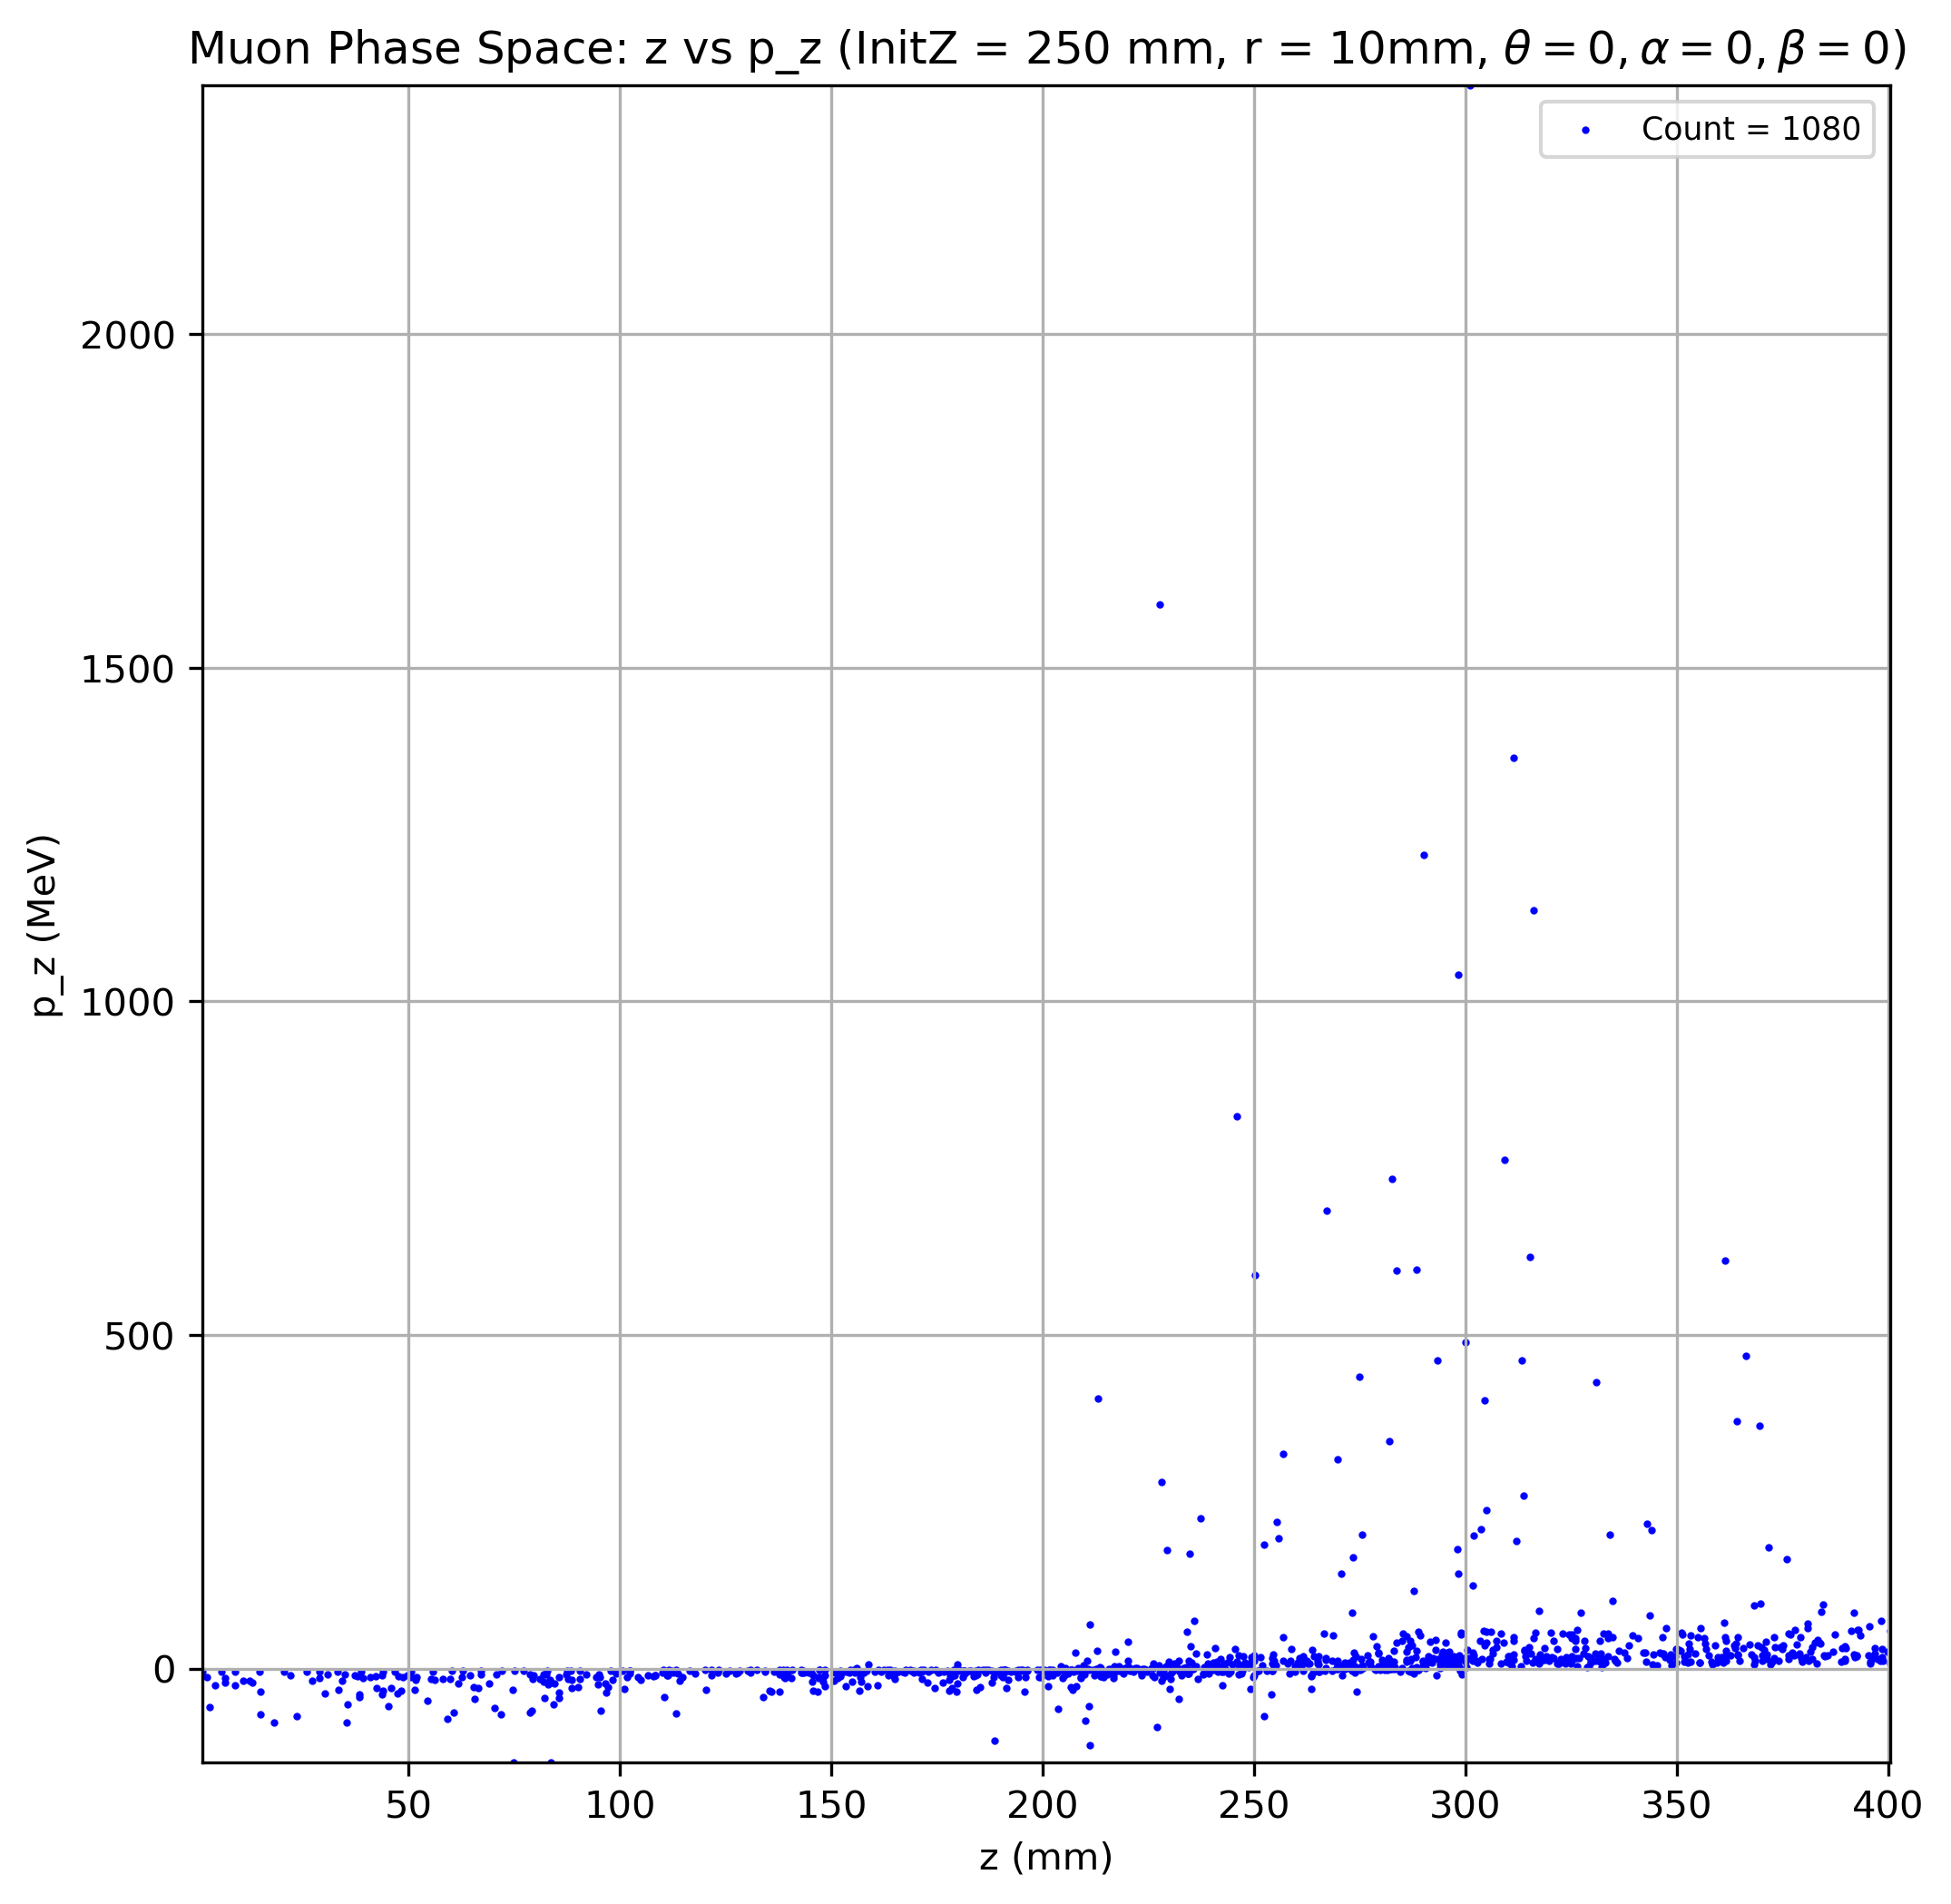 Muon Phase Space: z vs p_z (InitZ = 250 mm, r = 10mm, θ = 0, α = 0, β = 0)
Count = 1080
2000
1500
1000
500
0
p_z (MeV)
50 100 150 200 250 300 350 400
z (mm)